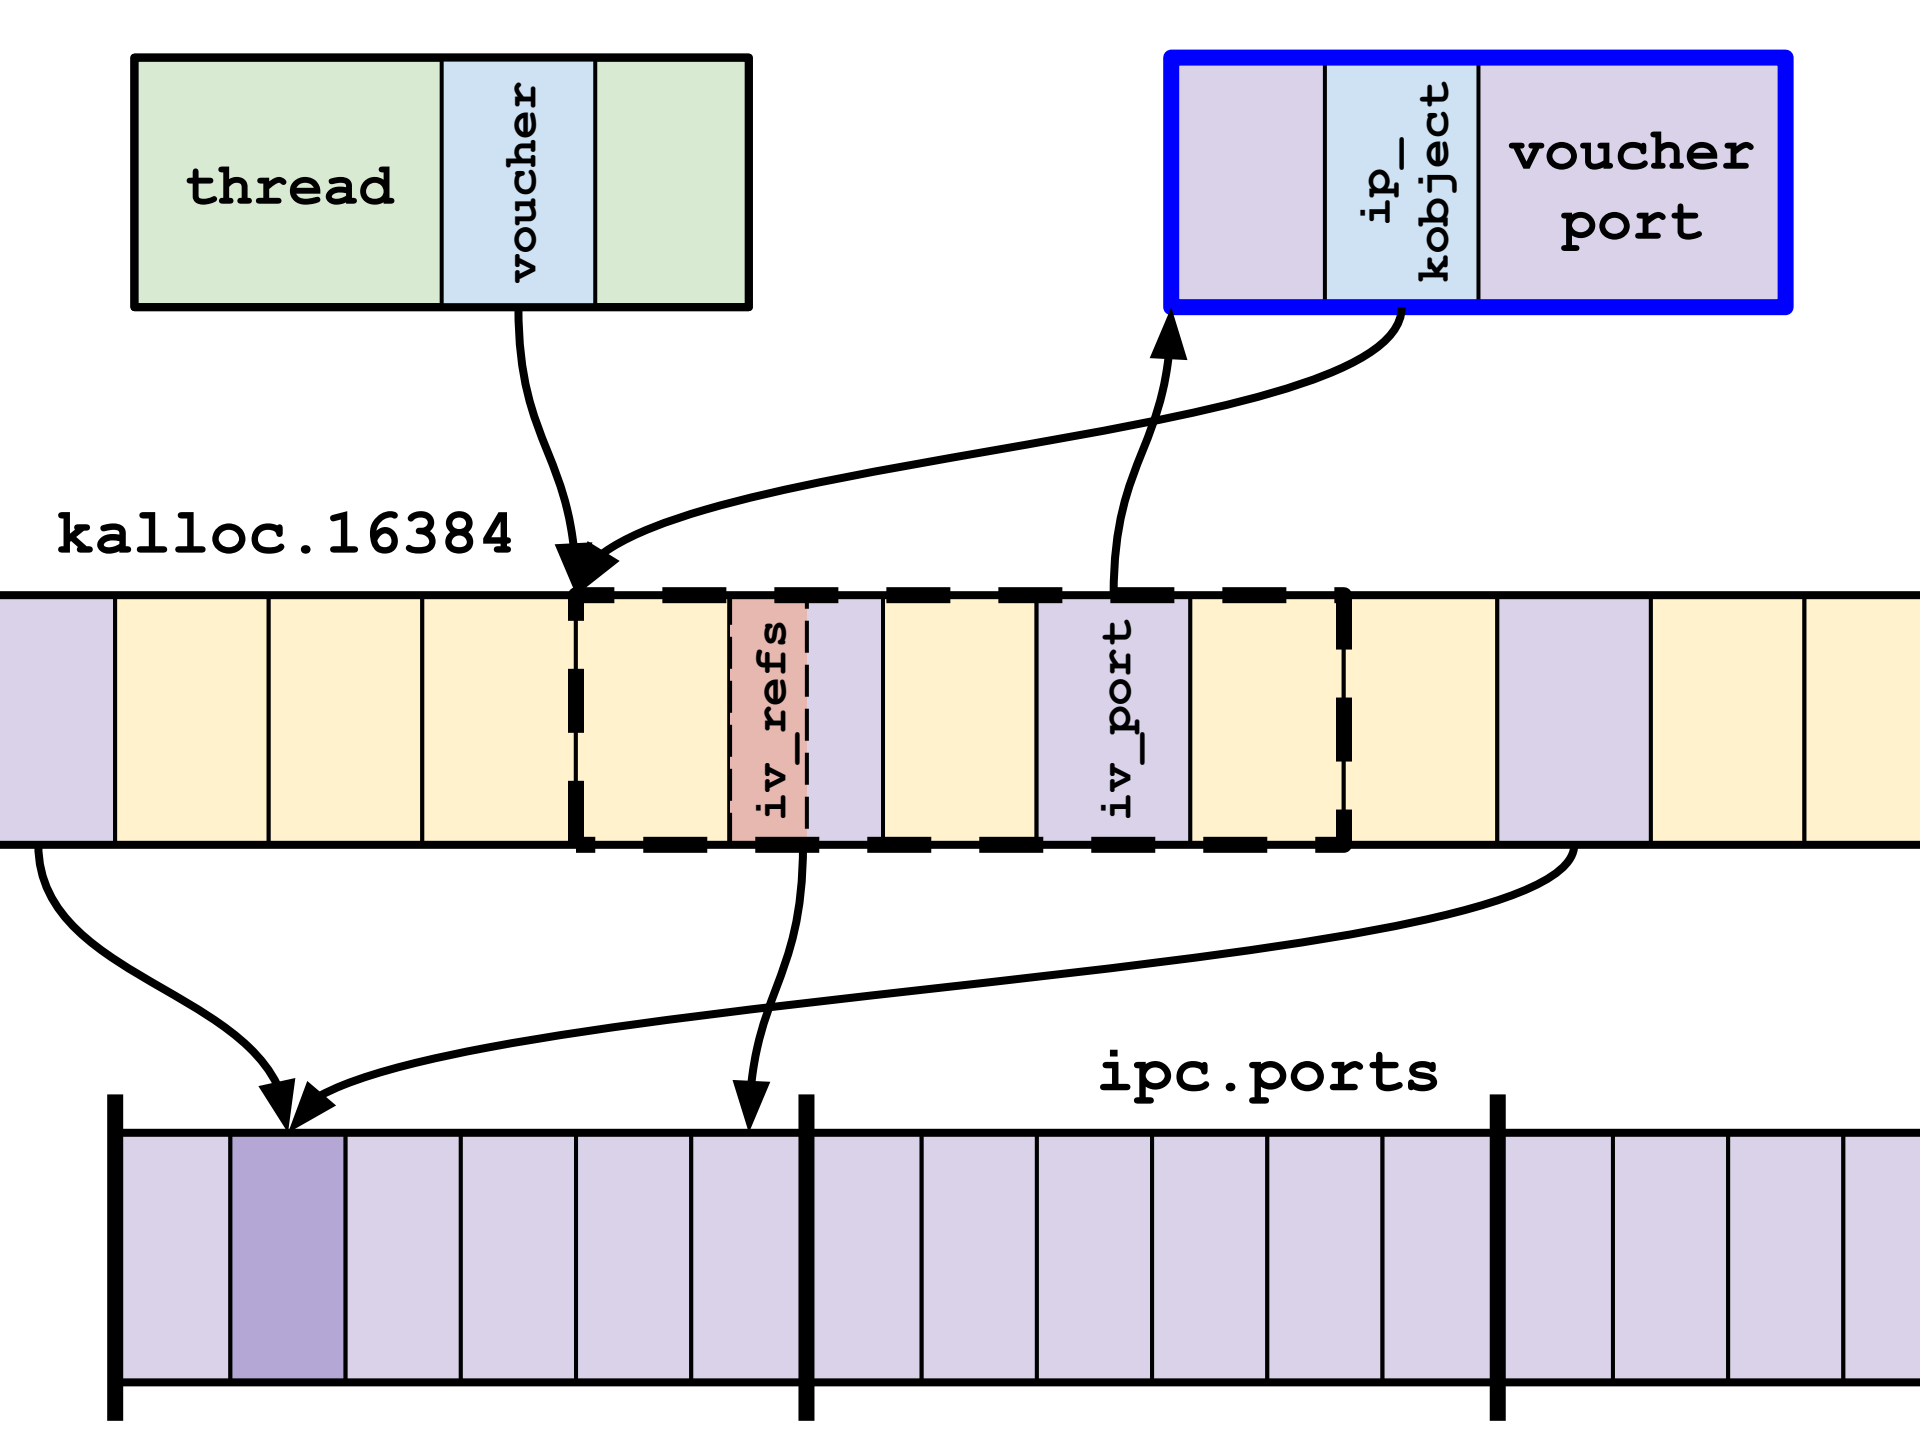 thread
voucher
ip_
kobject
voucher
port
kalloc.16384
iv_refs
iv_port
ipc.ports